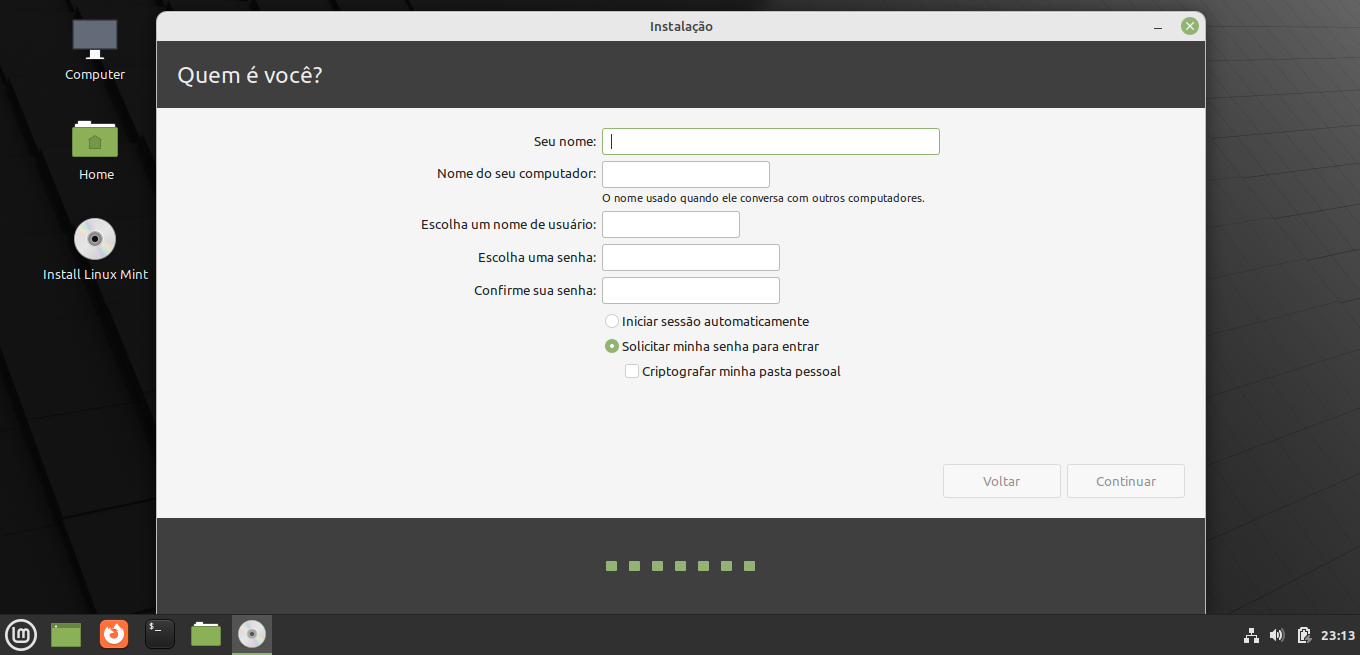 Instalação
Computer
Home
Install Linux Mint
Quem é você?
Seu nome:
Nome do seu computador:
O nome usado quando ele conversa com outros computadores.
Escolha um nome de usuário:
Escolha uma senha:
Confirme sua senha:
Iniciar sessão automaticamente
Solicitar minha senha para entrar
Criptografar minha pasta pessoal
Voltar
Continuar
$_
23:13